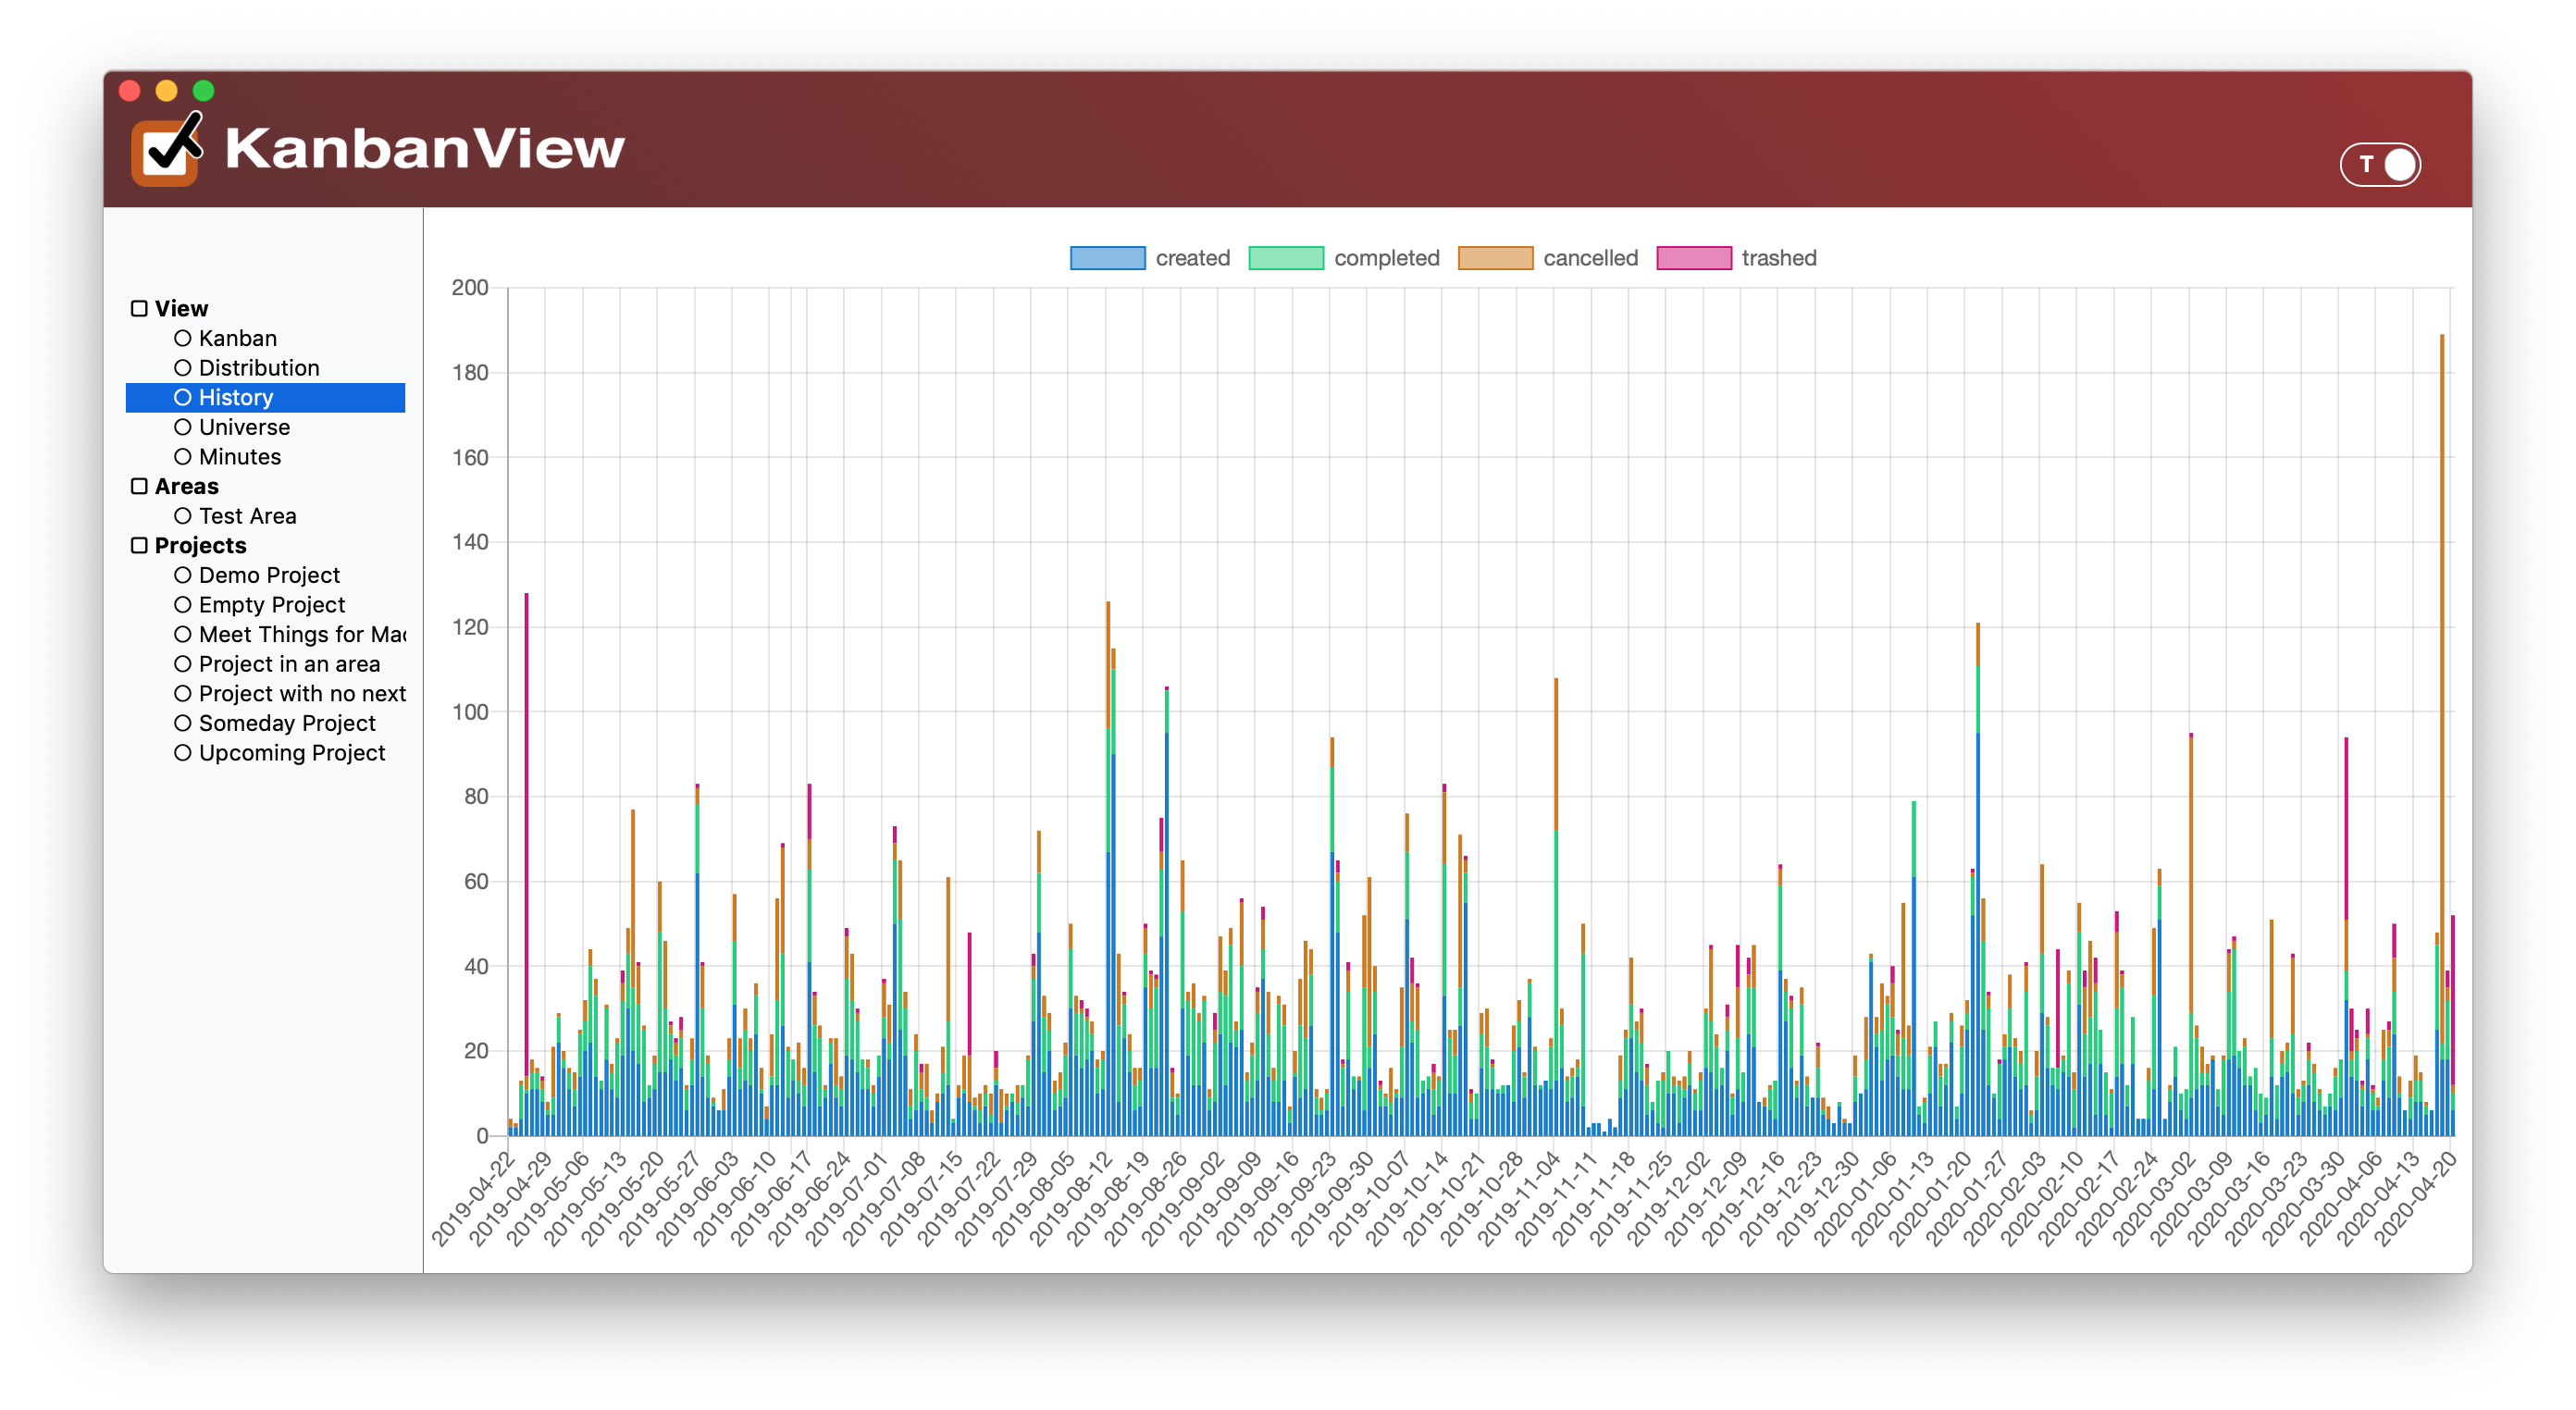 KanbanView
T
View
Kanban
Distribution
History
Universe
Minutes
Areas
Test Area
Projects
Demo Project
Empty Project
Meet Things for Mac
Project in an area
Project with no next
Someday Project
Upcoming Project
created completed cancelled trashed
200
180
160
140
120
100
80
60
40
20
0
2019-04-22 2019-04-29 2019-05-06 2019-05-13 2019-05-20 2019-05-27 2019-06-03 2019-06-10 2019-06-17 2019-06-24 2019-07-01 2019-07-08 2019-07-15 2019-07-22 2019-07-29 2019-08-05 2019-08-12 2019-08-19 2019-08-26 2019-09-02 2019-09-09 2019-09-16 2019-09-23 2019-09-30 2019-10-07 2019-10-14 2019-10-21 2019-10-28 2019-11-04 2019-11-11 2019-11-18 2019-11-25 2019-12-02 2019-12-09 2019-12-16 2019-12-23 2019-12-30 2020-01-06 2020-01-13 2020-01-20 2020-01-27 2020-02-03 2020-02-10 2020-02-17 2020-02-24 2020-03-02 2020-03-09 2020-03-16 2020-03-23 2020-03-30 2020-04-06 2020-04-13 2020-04-20